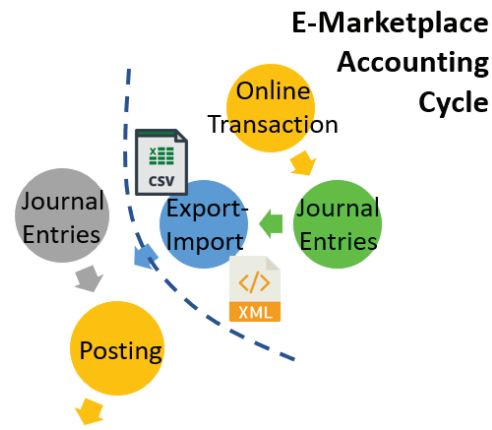 E-Marketplace
Accounting
Cycle
Online
Transaction
X
CSV
Journal
Entries
Export-
Import
Journal
Entries
</>
XML
Posting